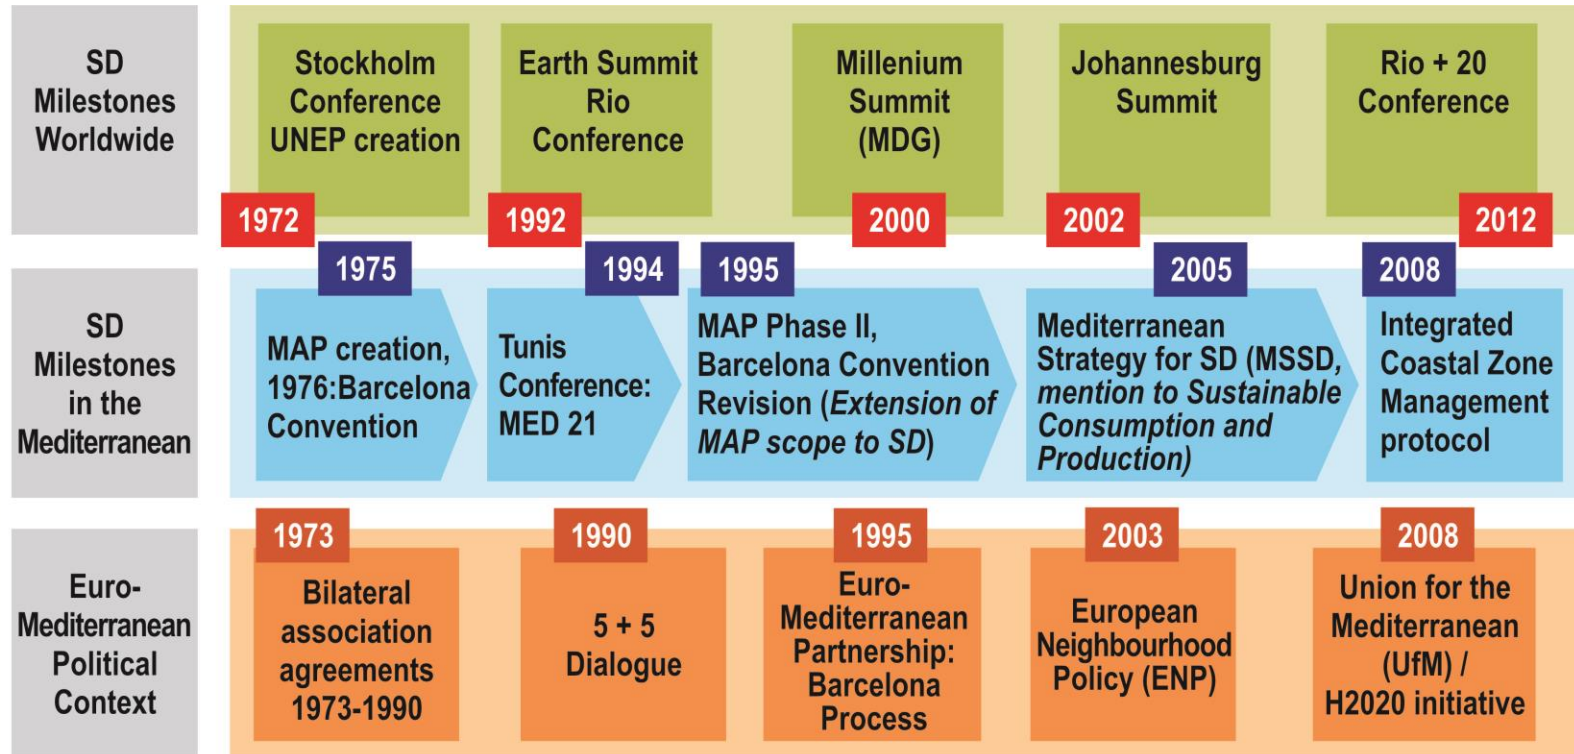 SD
Milestones
Worldwide
Stockholm
Conference
UNEP creation
1972
Earth Summit
Rio
Conference
1992
Millenium
Summit
(MDG)
2000
Johannesburg
Summit
2002
Rio + 20
Conference
2012
SD
Milestones
in the
Mediterranean
1975
MAP creation,
1976:Barcelona
Convention
1994
Tunis
Conference:
MED 21
1995
MAP Phase II,
Barcelona Convention
Revision (Extension of
MAP scope to SD)
2005
Mediterranean
Strategy for SD (MSSD,
mention to Sustainable
Consumption and
Production)
2008
Integrated
Coastal Zone
Management
protocol
Euro-
Mediterranean
Political
Context
1973
Bilateral
association
agreements
1973-1990
1990
5 + 5
Dialogue
1995
Euro-
Mediterranean
Partnership:
Barcelona
Process
2003
European
Neighbourhood
Policy (ENP)
2008
Union for the
Mediterranean
(UfM) /
H2020 initiative